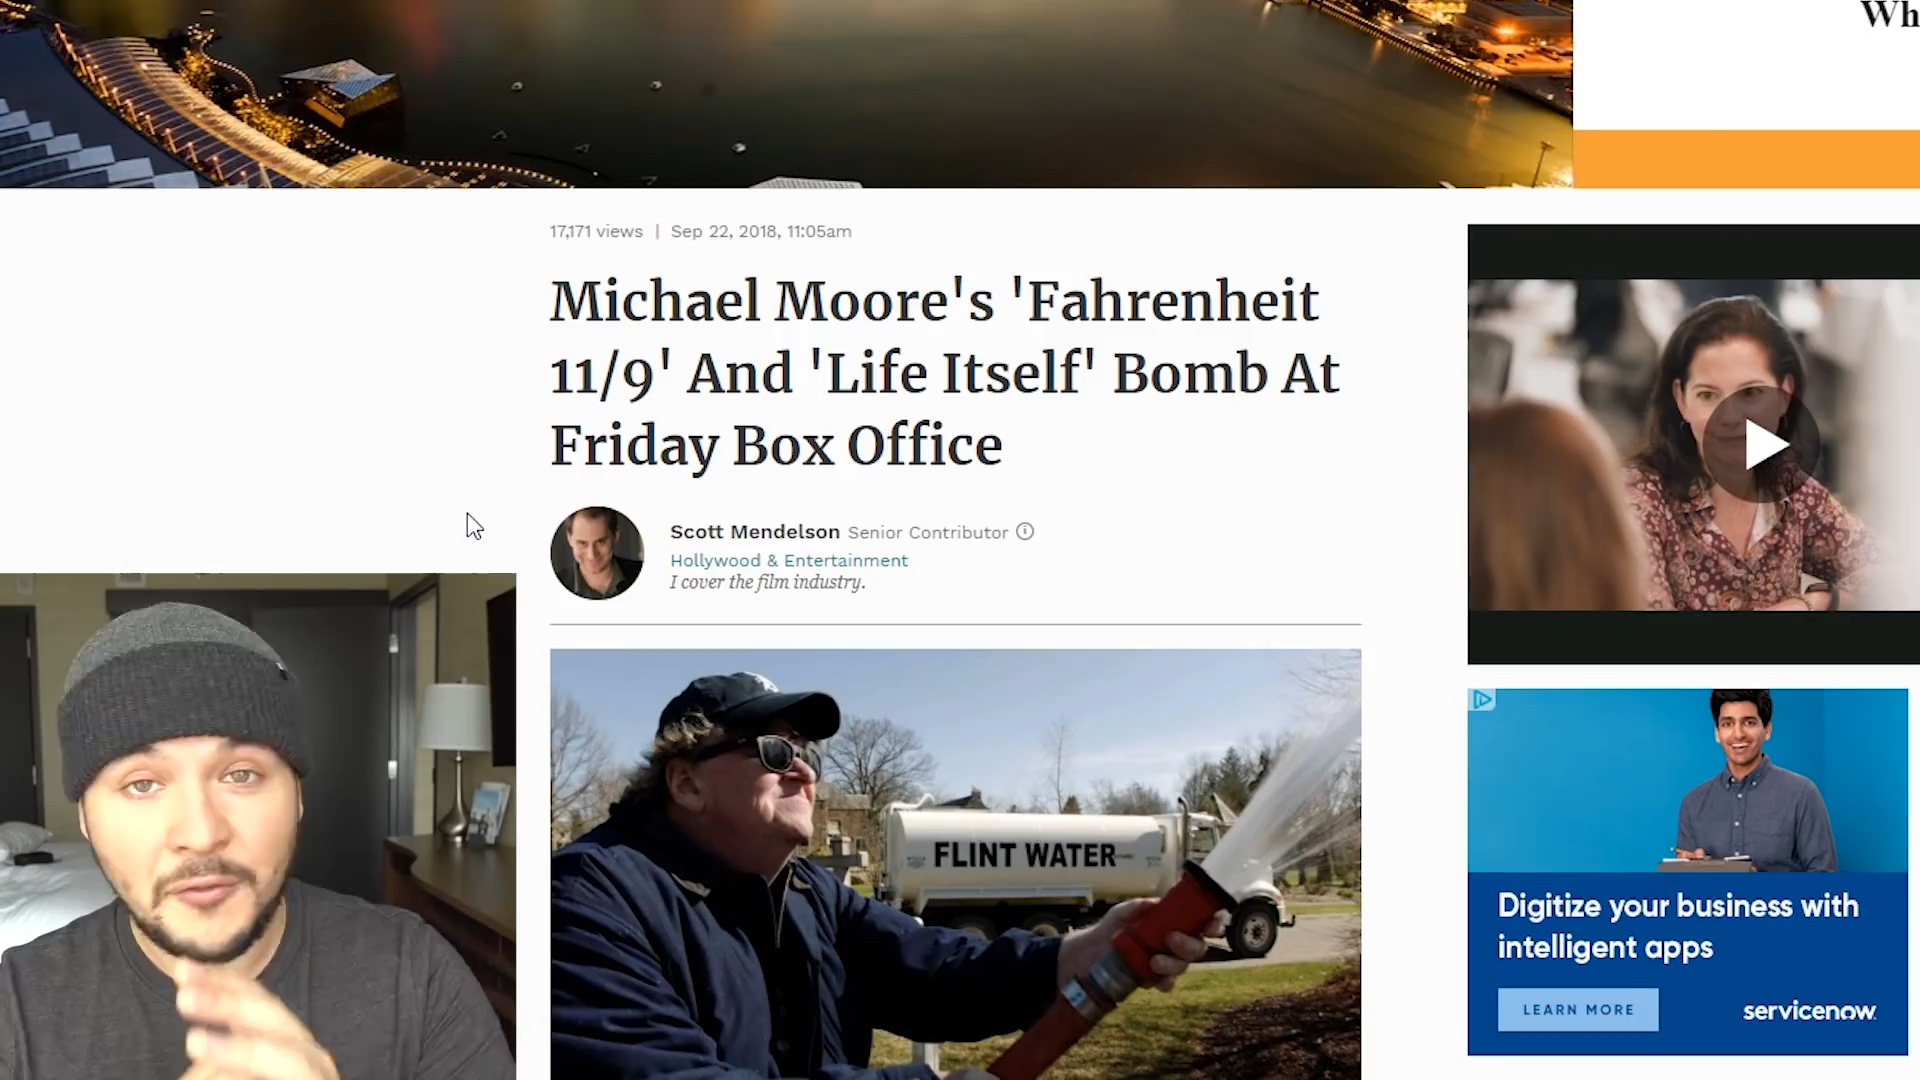 Wh
17,171 views | Sep 22, 2018, 11:05am
Michael Moore's 'Fahrenheit
11/9' And 'Life Itself' Bomb At
Friday Box Office
Scott Mendelson Senior Contributor
Hollywood & Entertainment
I cover the film industry.
FLINT WATER
Digitize your business with
intelligent apps
LEARN MORE
servicenow